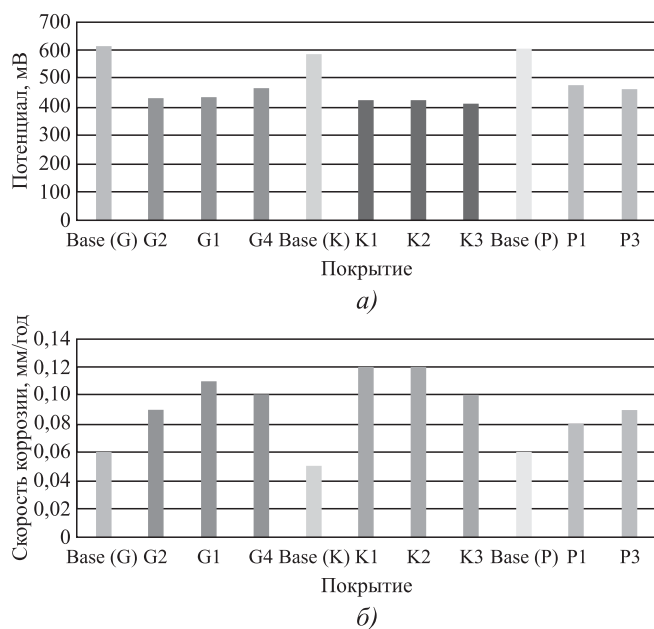 Потенциал, мВ
700
600
500
400
300
200
100
0
Base (G) G2 G1 G4 Base (K) K1 K2 K3 Base (P) P1 P3
Покрытие
а)
Скорость коррозии, мм/год
0,14
0,12
0,10
0,08
0,06
0,04
0,02
0
Base (G) G2 G1 G4 Base (K) K1 K2 K3 Base (P) P1 P3
Покрытие
б)